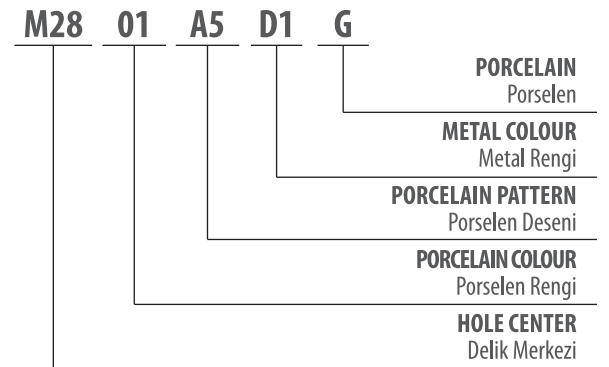 M28 01 A5 D1 G
PORCELAIN
Porselen
METAL COLOUR
Metal Rengi
PORCELAIN PATTERN
Porselen Deseni
PORCELAIN COLOUR
Porselen Rengi
HOLE CENTER
Delik Merkezi